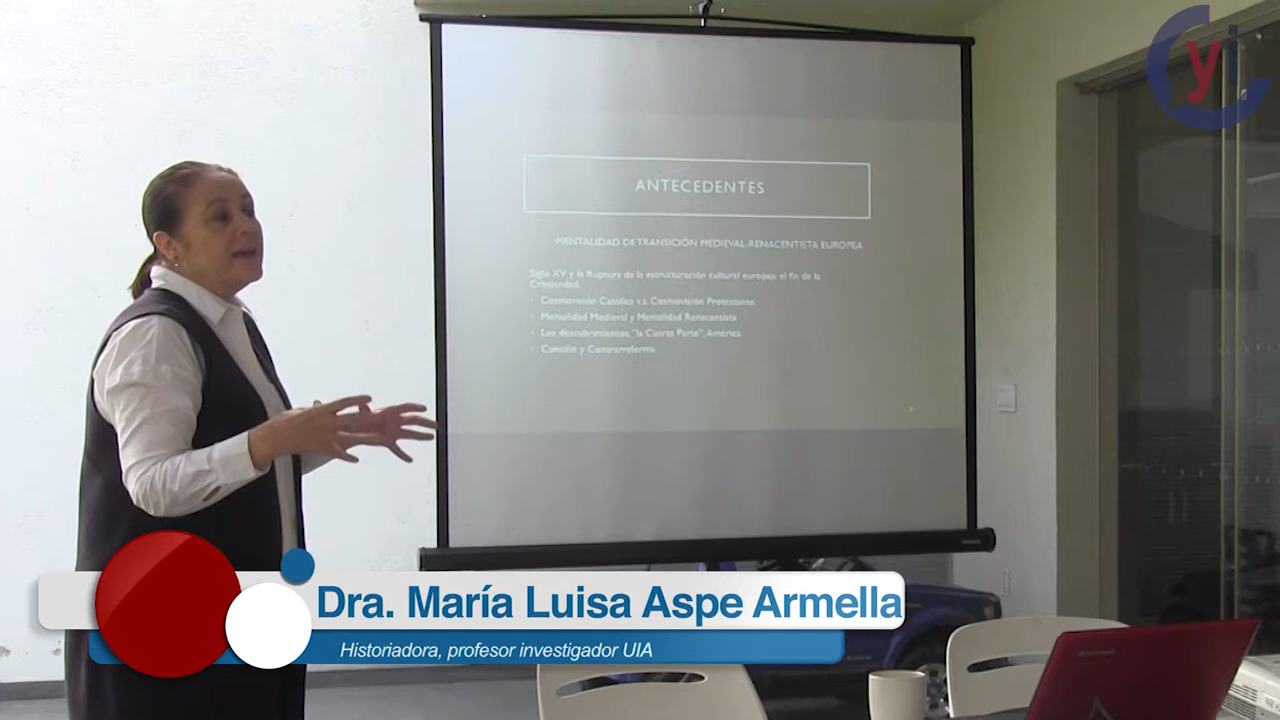 ANTECEDENTES
MENTALIDAD DE TRANSICIÓN MEDIEVAL-RENACENTISTA EUROPEA
Siglo XV y la Ruptura de la estructuración cultural europea: el fin de la
Cristiandad.
• Cosmovisión Católica v.s. Cosmovisión Protestante.
• Mentalidad Medieval y Mentalidad Renacentista
• Los descubrimientos, "la Cuarta Parte", América.
• Concilio y Contrarreforma.
Dra. María Luisa Aspe Armella
Historiadora, profesor investigador UIA
yi